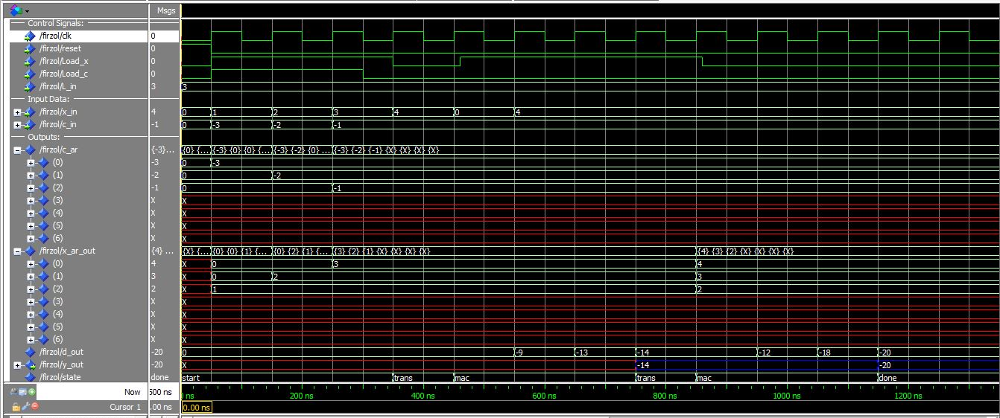 Msgs
Control Signals:
/firzol/clk 0
/firzol/reset 0
/firzol/Load_x 0
/firzol/Load_c 0
/firzol/L_in 3 3
Input Data:
/firzol/x_in 4 0 1 2 3 4 0 4
/firzol/c_in -1 0 -3 -2 -1
Outputs:
/firzol/c_ar {-3}... {0} {... {-3} {0} {0} {... {-3} {-2} {0} ... {-3} {-2} {-1} {X} {X} {X} {X}
(0) -3 0 -3
(1) -2 0 -2
(2) -1 0 -1
(3) X X
(4) X X
(5) X X
(6) X X
/firzol/x_ar_out {4} ... {X} {... {0} {0} {1} {... {0} {2} {1} {... {3} {2} {1} {X} {X} {X} {X} {4} {3} {2} {X} {X} {X} {X}
(0) 4 X 0 3 4
(1) 3 X 0 2 3
(2) 2 X 1 2
(3) X X
(4) X X
(5) X X
(6) X X
/firzol/d_out -20 0 -9 -13 -14 -12 -18 -20
/firzol/y_out -20 X -14 -20
/firzol/state done start trans mac trans mac done
Now 500 ns ns 200 ns 400 ns 600 ns 800 ns 1000 ns 1200 ns
Cursor 1 .00 ns 0.00 ns